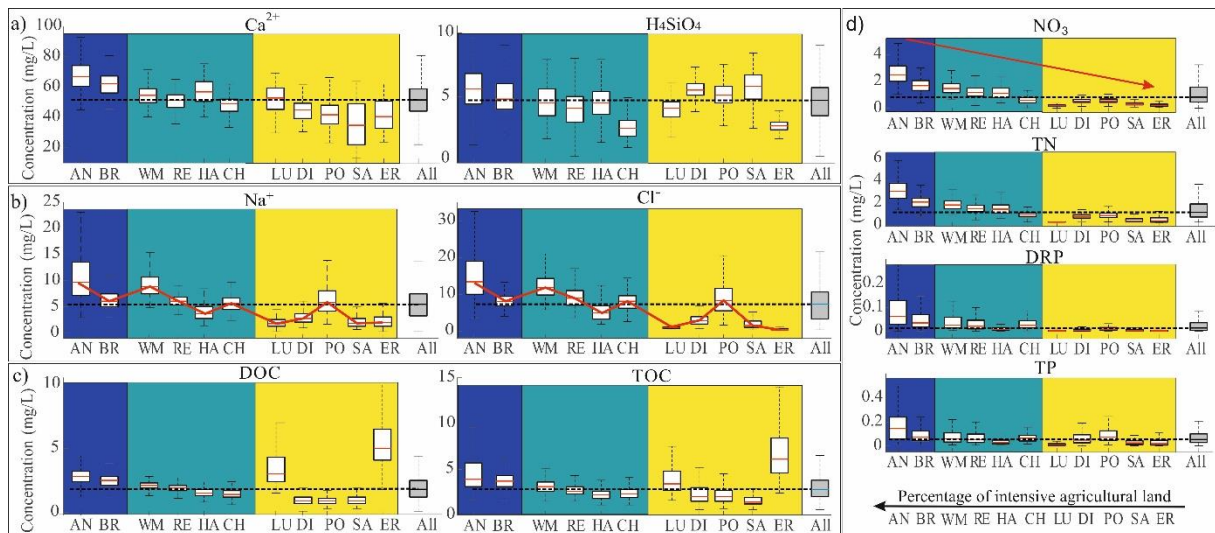 a)
Ca2+
H4SiO4
Concentration (mg/L)
100
80
60
40
20
10
5
0
AN BR WM RE HA CH LU DI PO SA ER All
AN BR WM RE HA CH LU DI PO SA ER All
b)
Na+
Cl-
Concentration (mg/L)
25
20
15
10
5
0
30
20
10
0
AN BR WM RE HA CH LU DI PO SA ER All
AN BR WM RE HA CH LU DI PO SA ER All
c)
DOC
TOC
Concentration (mg/L)
10
5
0
15
10
5
0
AN BR WM RE HA CH LU DI PO SA ER All
AN BR WM RE HA CH LU DI PO SA ER All
d)
NO3
Concentration (mg/L)
4
2
0
AN BR WM RE HA CH LU DI PO SA ER All
TN
6
4
2
0
AN BR WM RE HA CH LU DI PO SA ER All
DRP
0.2
0.1
0
AN BR WM RE HA CH LU DI PO SA ER All
TP
0.4
0.2
0
AN BR WM RE HA CH LU DI PO SA ER All
Percentage of intensive agricultural land
AN BR WM RE HA CH LU DI PO SA ER